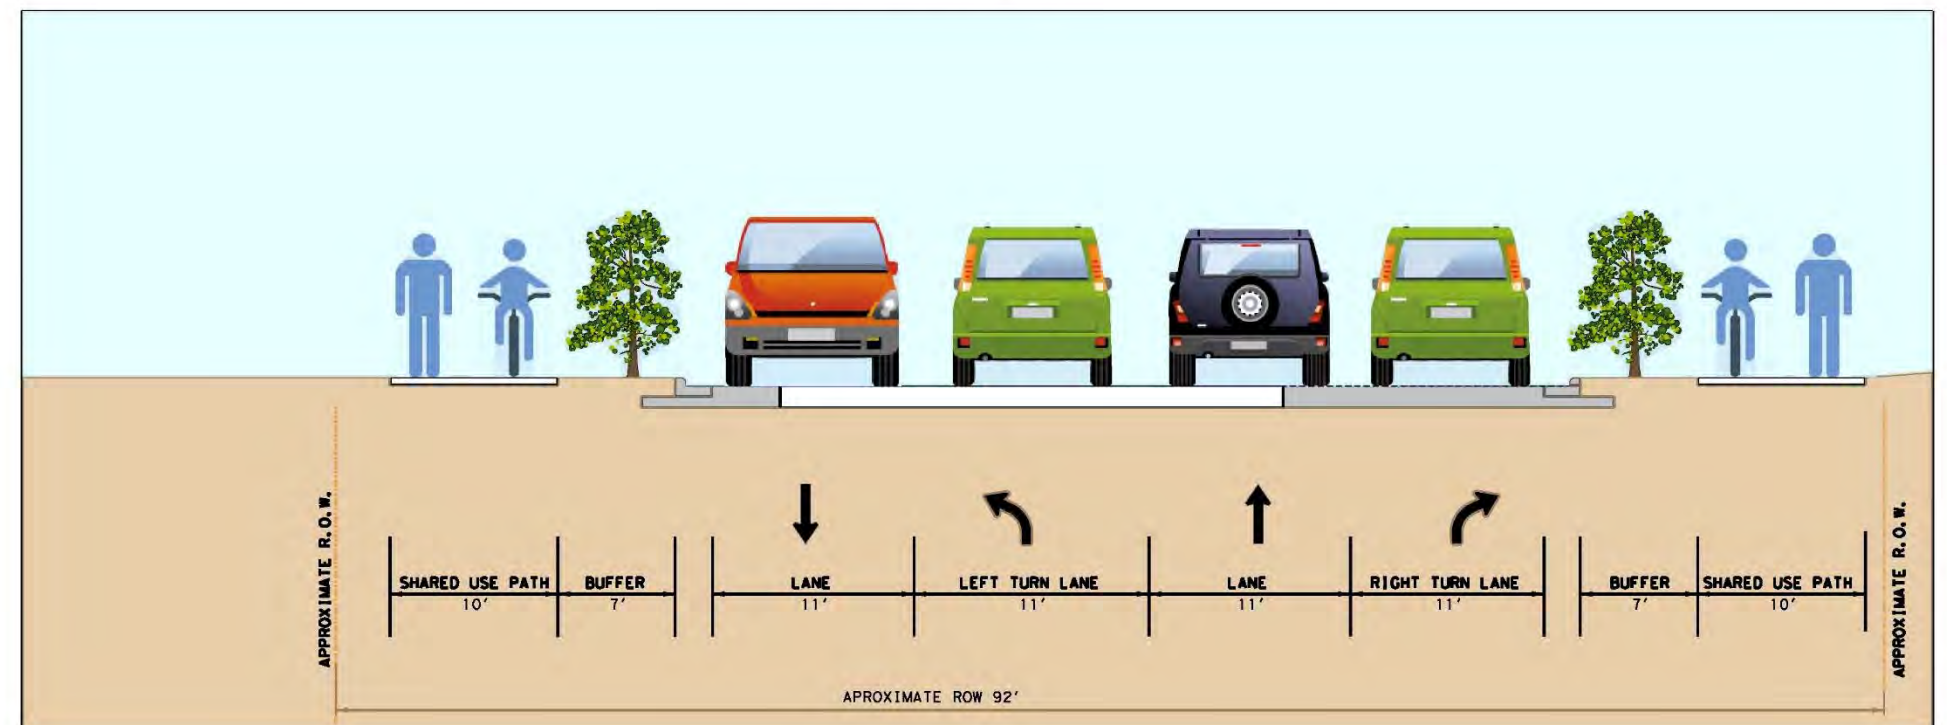 APPROXIMATE R.O.W.
SHARED USE PATH
10'
BUFFER
7'
LANE
11'
LEFT TURN LANE
11'
LANE
11'
RIGHT TURN LANE
11'
BUFFER
7'
SHARED USE PATH
10'
APPROXIMATE R.O.W.
APROXIMATE ROW 92'